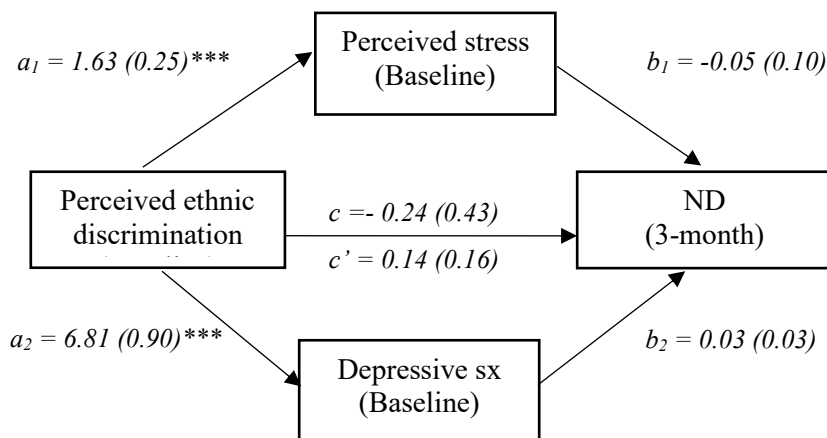 Perceived stress
(Baseline)
a₁ = 1.63 (0.25)***
b₁ = -0.05 (0.10)
Perceived ethnic
discrimination
c =- 0.24 (0.43)
c’ = 0.14 (0.16)
ND
(3-month)
a₂ = 6.81 (0.90)***
b₂ = 0.03 (0.03)
Depressive sx
(Baseline)